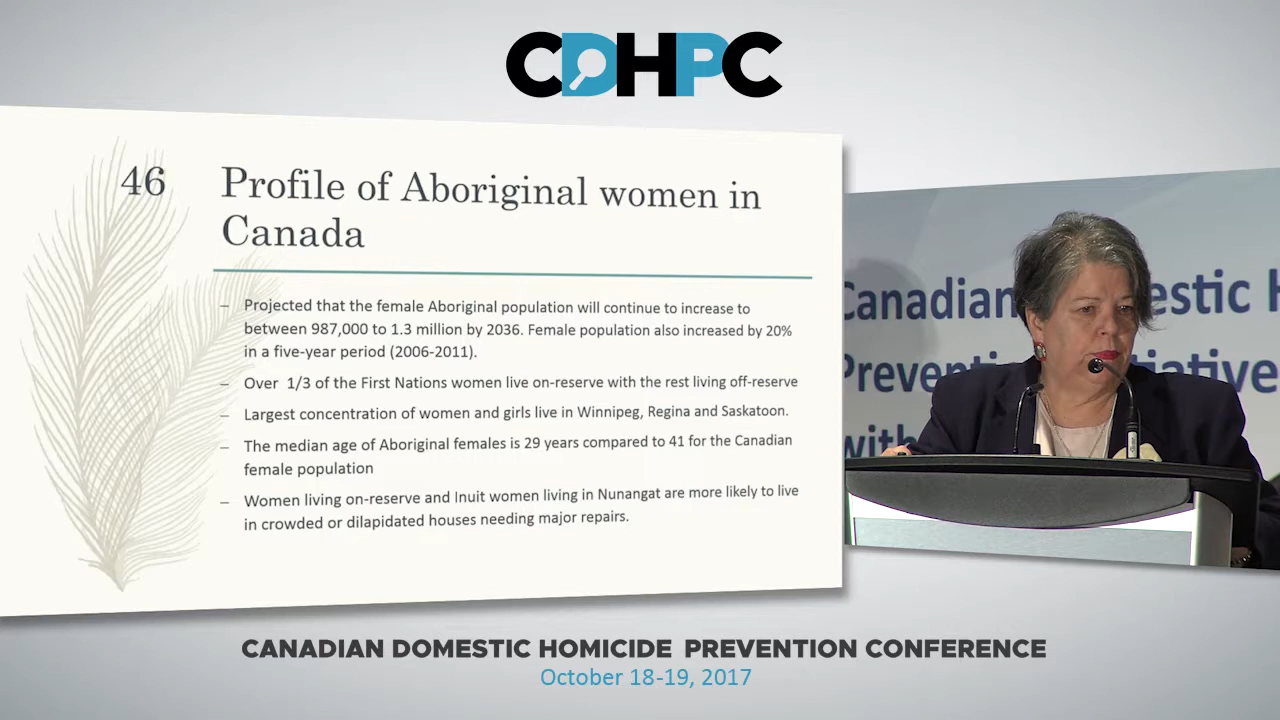 CDHPC
46
Profile of Aboriginal women in
Canada
– Projected that the female Aboriginal population will continue to increase to
between 987,000 to 1.3 million by 2036. Female population also increased by 20%
in a five-year period (2006-2011).
– Over 1/3 of the First Nations women live on-reserve with the rest living off-reserve
– Largest concentration of women and girls live in Winnipeg, Regina and Saskatoon.
– The median age of Aboriginal females is 29 years compared to 41 for the Canadian
female population
– Women living on-reserve and Inuit women living in Nunangat are more likely to live
in crowded or dilapidated houses needing major repairs.
Canadian
with
CANADIAN DOMESTIC HOMICIDE PREVENTION CONFERENCE
October 18-19, 2017